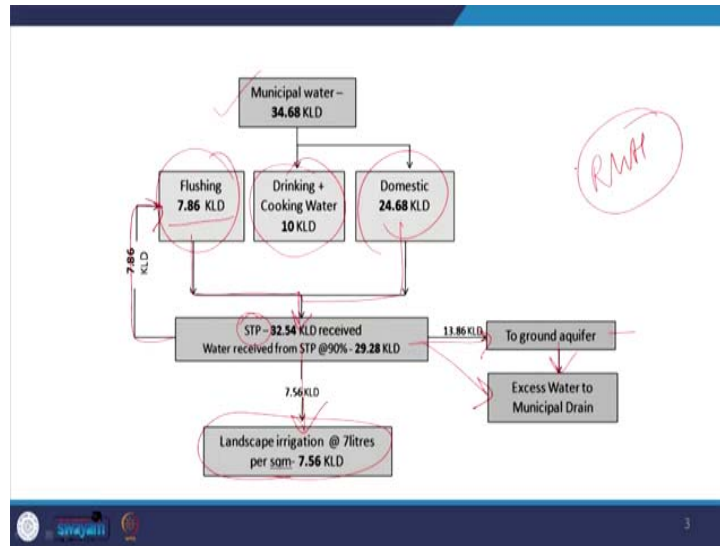 Municipal water –
34.68 KLD
RWH
Flushing
7.86 KLD
Drinking +
Cooking Water
10 KLD
Domestic
24.68 KLD
7.86
KLD
STP – 32.54 KLD received
Water received from STP @90% - 29.28 KLD
13.86 KLD
To ground aquifer
Excess Water to
Municipal Drain
7.56 KLD
Landscape irrigation @ 7litres
per sqm- 7.56 KLD
swayam
3